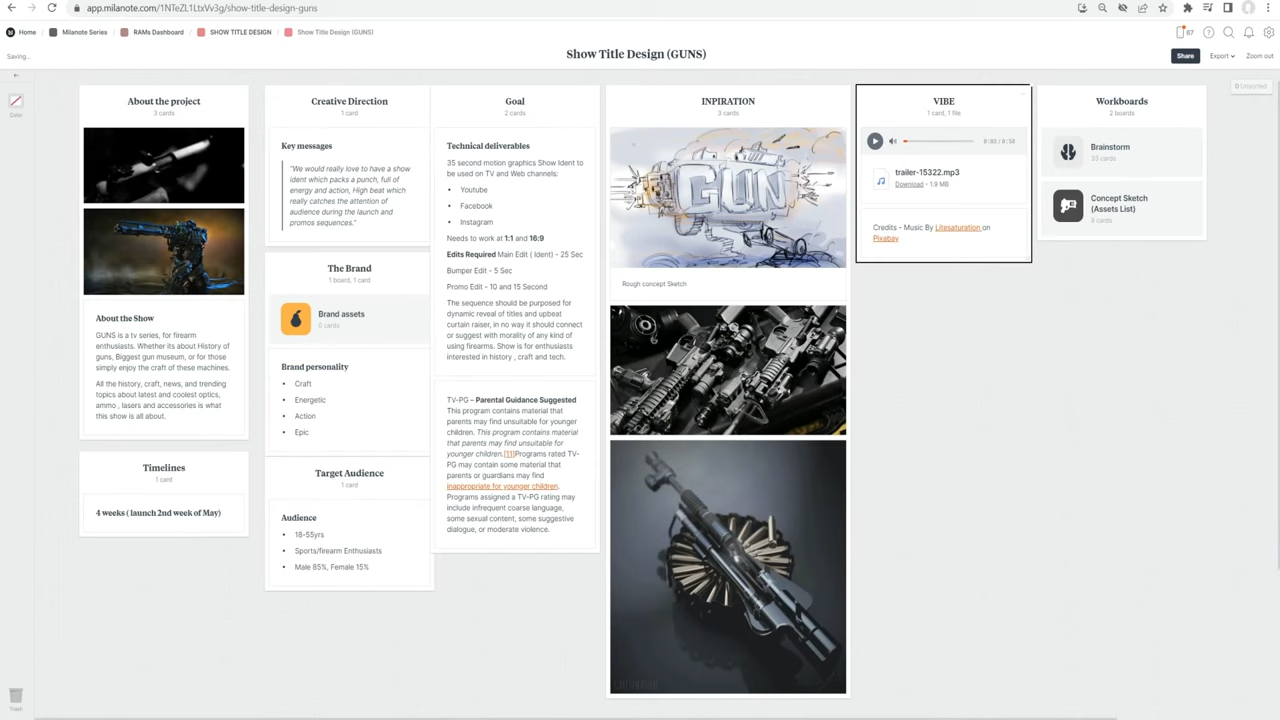 app.milanote.com/1NTeZL1LtxVv3g/show-title-design-guns
Home
Milanote Series
RAMs Dashboard
SHOW TITLE DESIGN
Show Title Design (GUNS)
67
Saving...
Show Title Design (GUNS)
Share
Export
Zoom out
0 Unsorted
Color
Trash
About the project
3 cards
About the Show
GUNS is a tv series, for firearm
enthusiasts. Whether its about History of
guns, Biggest gun museum, or for those
simply enjoy the craft of these machines.
All the history, craft, news, and trending
topics about latest and coolest optics,
ammo , lasers and accessories is what
this show is all about.
Timelines
1 card
4 weeks ( launch 2nd week of May)
Creative Direction
1 card
Key messages
"We would really love to have a show
ident which packs a punch, full of
energy and action, High beat which
really catches the attention of
audience during the launch and
promos sequences."
The Brand
1 board, 1 card
Brand assets
0 cards
Brand personality
• Craft
• Energetic
• Action
• Epic
Target Audience
1 card
Audience
• 18-55yrs
• Sports/firearm Enthusiasts
• Male 85%, Female 15%
Goal
2 cards
Technical deliverables
35 second motion graphics Show Ident to
be used on TV and Web channels:
• Youtube
• Facebook
• Instagram
Needs to work at 1:1 and 16:9
Edits Required Main Edit ( Ident) - 25 Sec
Bumper Edit - 5 Sec
Promo Edit - 10 and 15 Second
The sequence should be purposed for
dynamic reveal of titles and upbeat
curtain raiser, in no way it should connect
or suggest with morality of any kind of
using firearms. Show is for enthusiasts
interested in history , craft and tech.
TV-PG – Parental Guidance Suggested
This program contains material that
parents may find unsuitable for younger
children. This program contains material
that parents may find unsuitable for
younger children.[11]Programs rated TV-
PG may contain some material that
parents or guardians may find
inappropriate for younger children.
Programs assigned a TV-PG rating may
include infrequent coarse language,
some sexual content, some suggestive
dialogue, or moderate violence.
INPIRATION
3 cards
GUN
Rough concept Sketch
VIBE
1 card, 1 file
0:03 / 0:58
trailer-15322.mp3
Download - 1.9 MB
Credits - Music By Litesaturation on
Pixabay
Workboards
2 boards
Brainstorm
33 cards
Concept Sketch
(Assets List)
9 cards